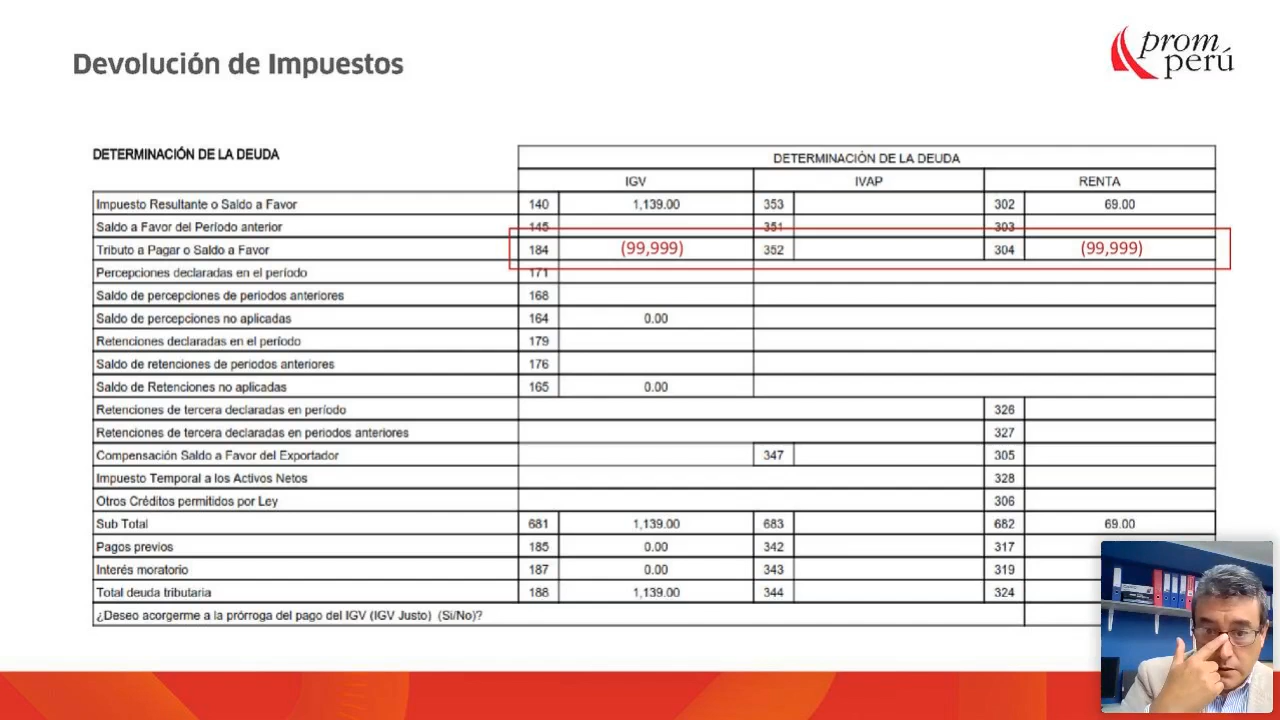 Devolución de Impuestos
prom
perú
DETERMINACIÓN DE LA DEUDA
DETERMINACIÓN DE LA DEUDA
IGV IVAP RENTA
Impuesto Resultante o Saldo a Favor 140 1,139.00 353 302 69.00
Saldo a Favor del Período anterior 145 351 303
Tributo a Pagar o Saldo a Favor 184 (99,999) 352 304 (99,999)
Percepciones declaradas en el período 171
Saldo de percepciones de periodos anteriores 168
Saldo de percepciones no aplicadas 164 0.00
Retenciones declaradas en el período 179
Saldo de retenciones de periodos anteriores 176
Saldo de Retenciones no aplicadas 165 0.00
Retenciones de tercera declaradas en período 326
Retenciones de tercera declaradas en periodos anteriores 327
Compensación Saldo a Favor del Exportador 347 305
Impuesto Temporal a los Activos Netos 328
Otros Créditos permitidos por Ley 306
Sub Total 681 1,139.00 683 682 69.00
Pagos previos 185 0.00 342 317
Interés moratorio 187 0.00 343 319
Total deuda tributaria 188 1,139.00 344 324
¿Deseo acorgerme a la prórroga del pago del IGV (IGV Justo) (Si/No)?